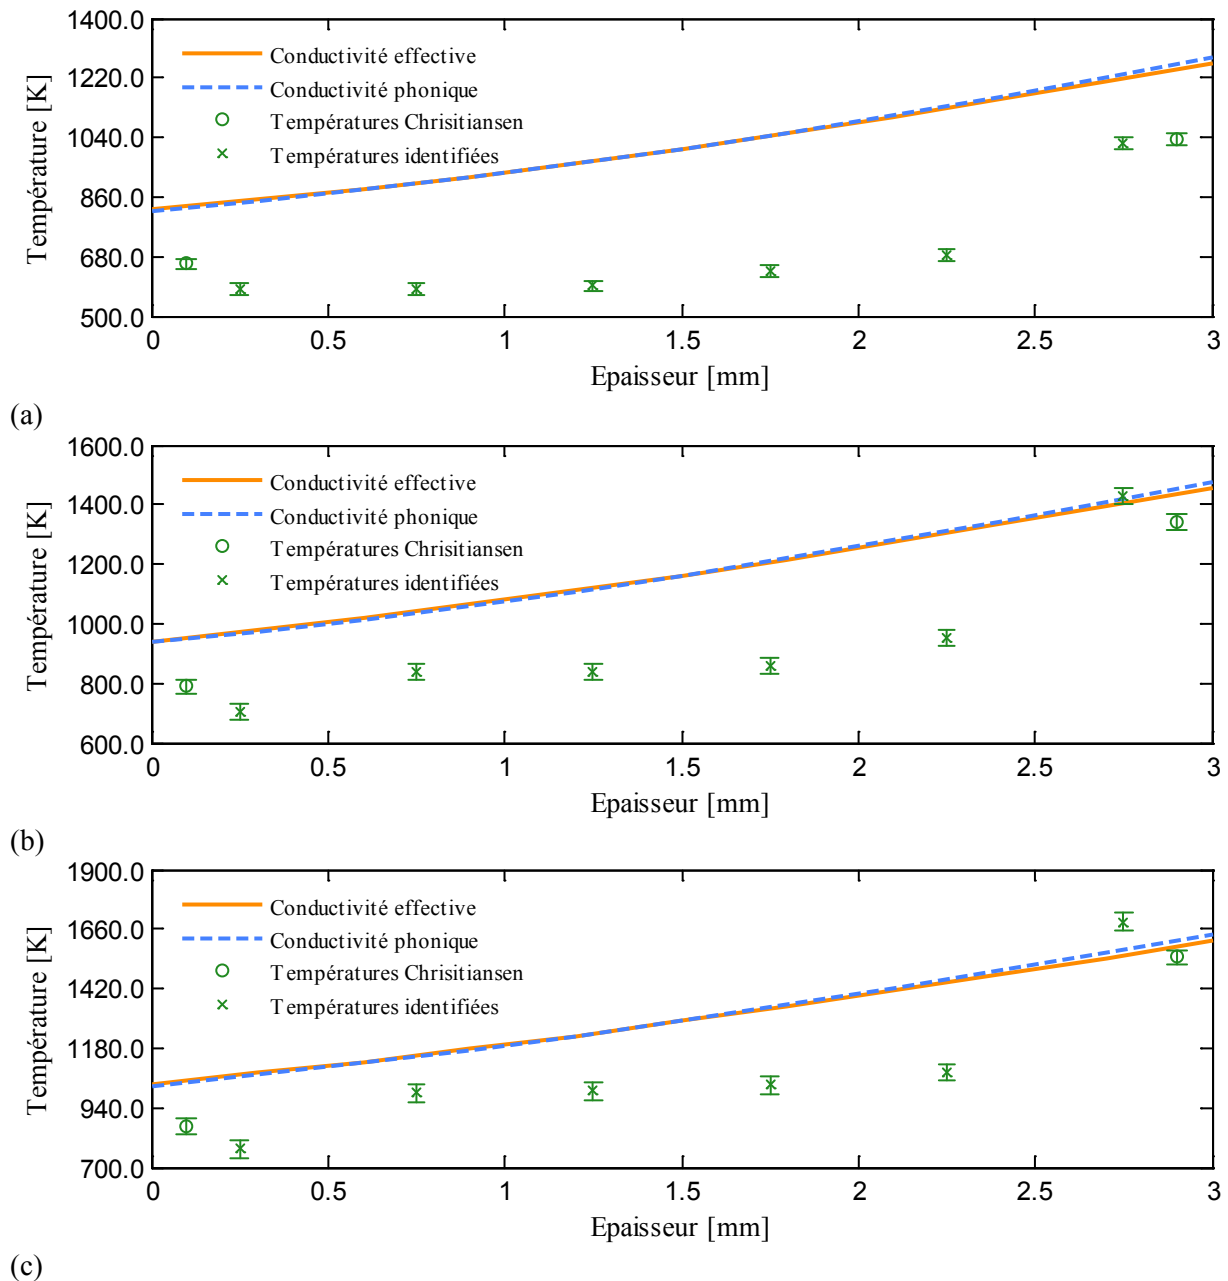 1400.0
1220.0
1040.0
860.0
680.0
500.0
Température [K]
Conductivité effective
Conductivité phonique
Températures Chrisitiansen
Températures identifiées
0 0.5 1 1.5 2 2.5 3
Epaisseur [mm]
(a)
1600.0
1400.0
1200.0
1000.0
800.0
600.0
Température [K]
Conductivité effective
Conductivité phonique
Températures Chrisitiansen
Températures identifiées
0 0.5 1 1.5 2 2.5 3
Epaisseur [mm]
(b)
1900.0
1660.0
1420.0
1180.0
940.0
700.0
Température [K]
Conductivité effective
Conductivité phonique
Températures Chrisitiansen
Températures identifiées
0 0.5 1 1.5 2 2.5 3
Epaisseur [mm]
(c)